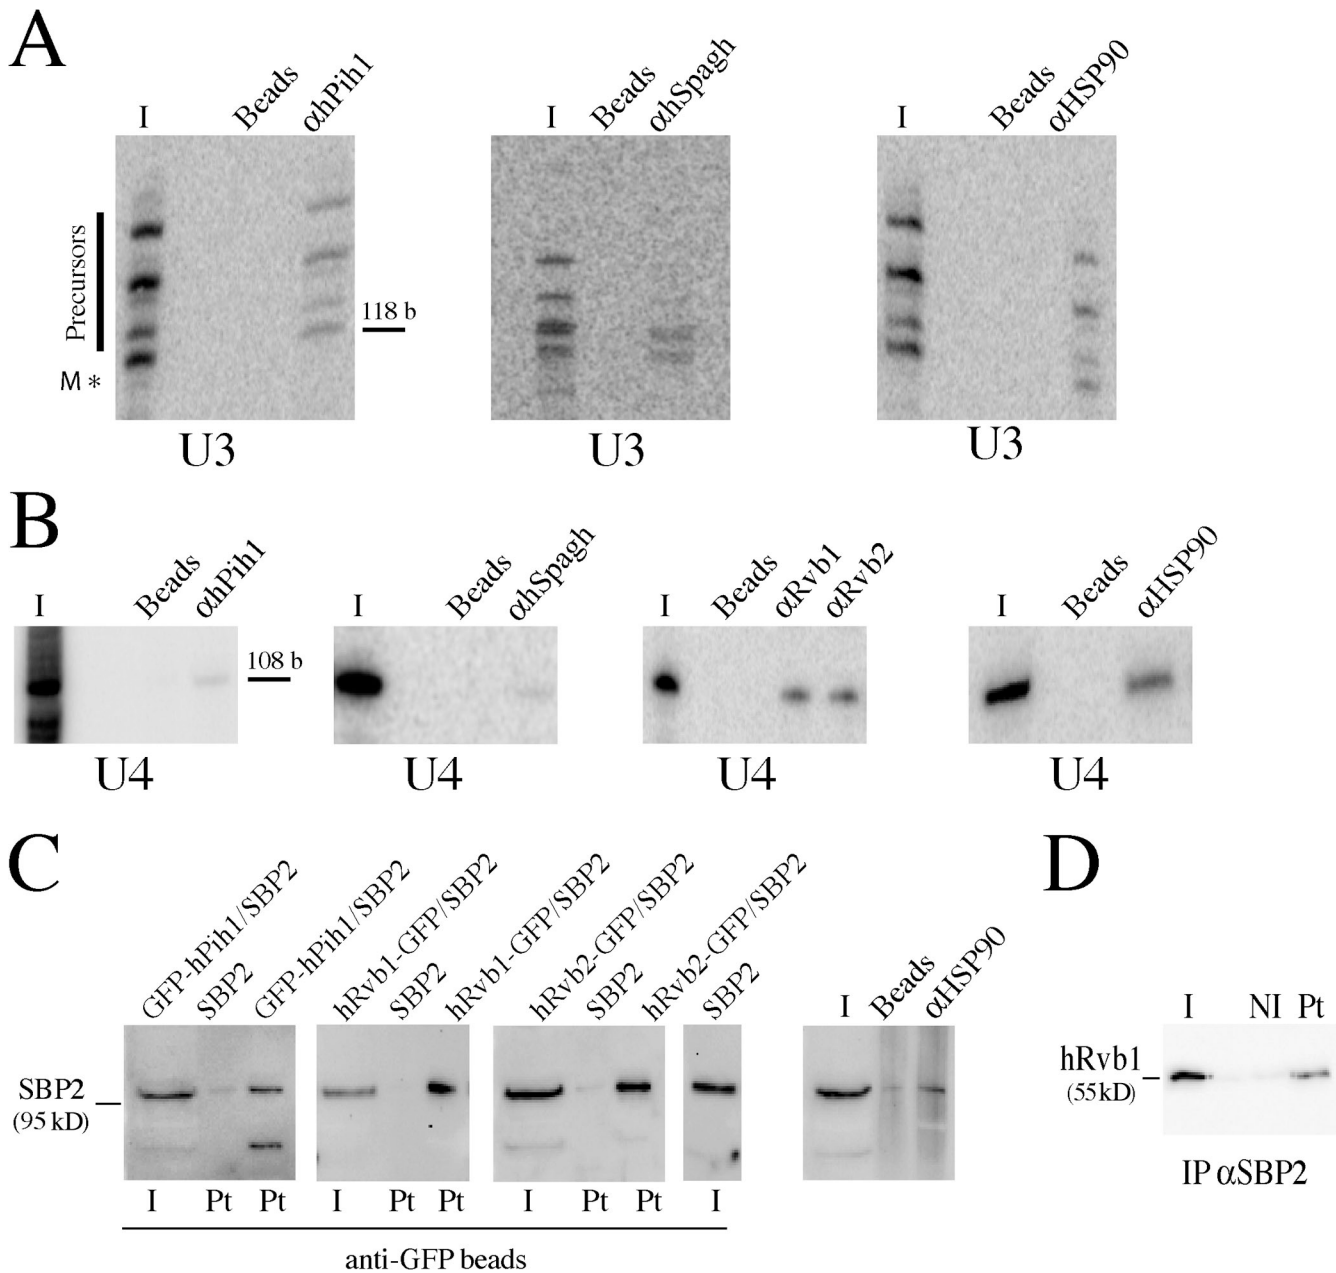 A
I Beads αhPih1
I Beads αhSpagh
I Beads αHSP90
Precursors
M *
118 b
U3
U3
U3
B
I Beads αhPih1
I Beads αhSpagh
I Beads αRvb1 αRvb2
I Beads αHSP90
108 b
U4
U4
U4
U4
C
GFP-hPih1/SBP2
SBP2
GFP-hPih1/SBP2
hRvb1-GFP/SBP2
SBP2
hRvb1-GFP/SBP2
hRvb2-GFP/SBP2
SBP2
hRvb2-GFP/SBP2
SBP2
I Beads αHSP90
SBP2
(95 kD)
I Pt Pt I Pt Pt I Pt Pt I
anti-GFP beads
D
I NI Pt
hRvb1
(55kD)
IP αSBP2